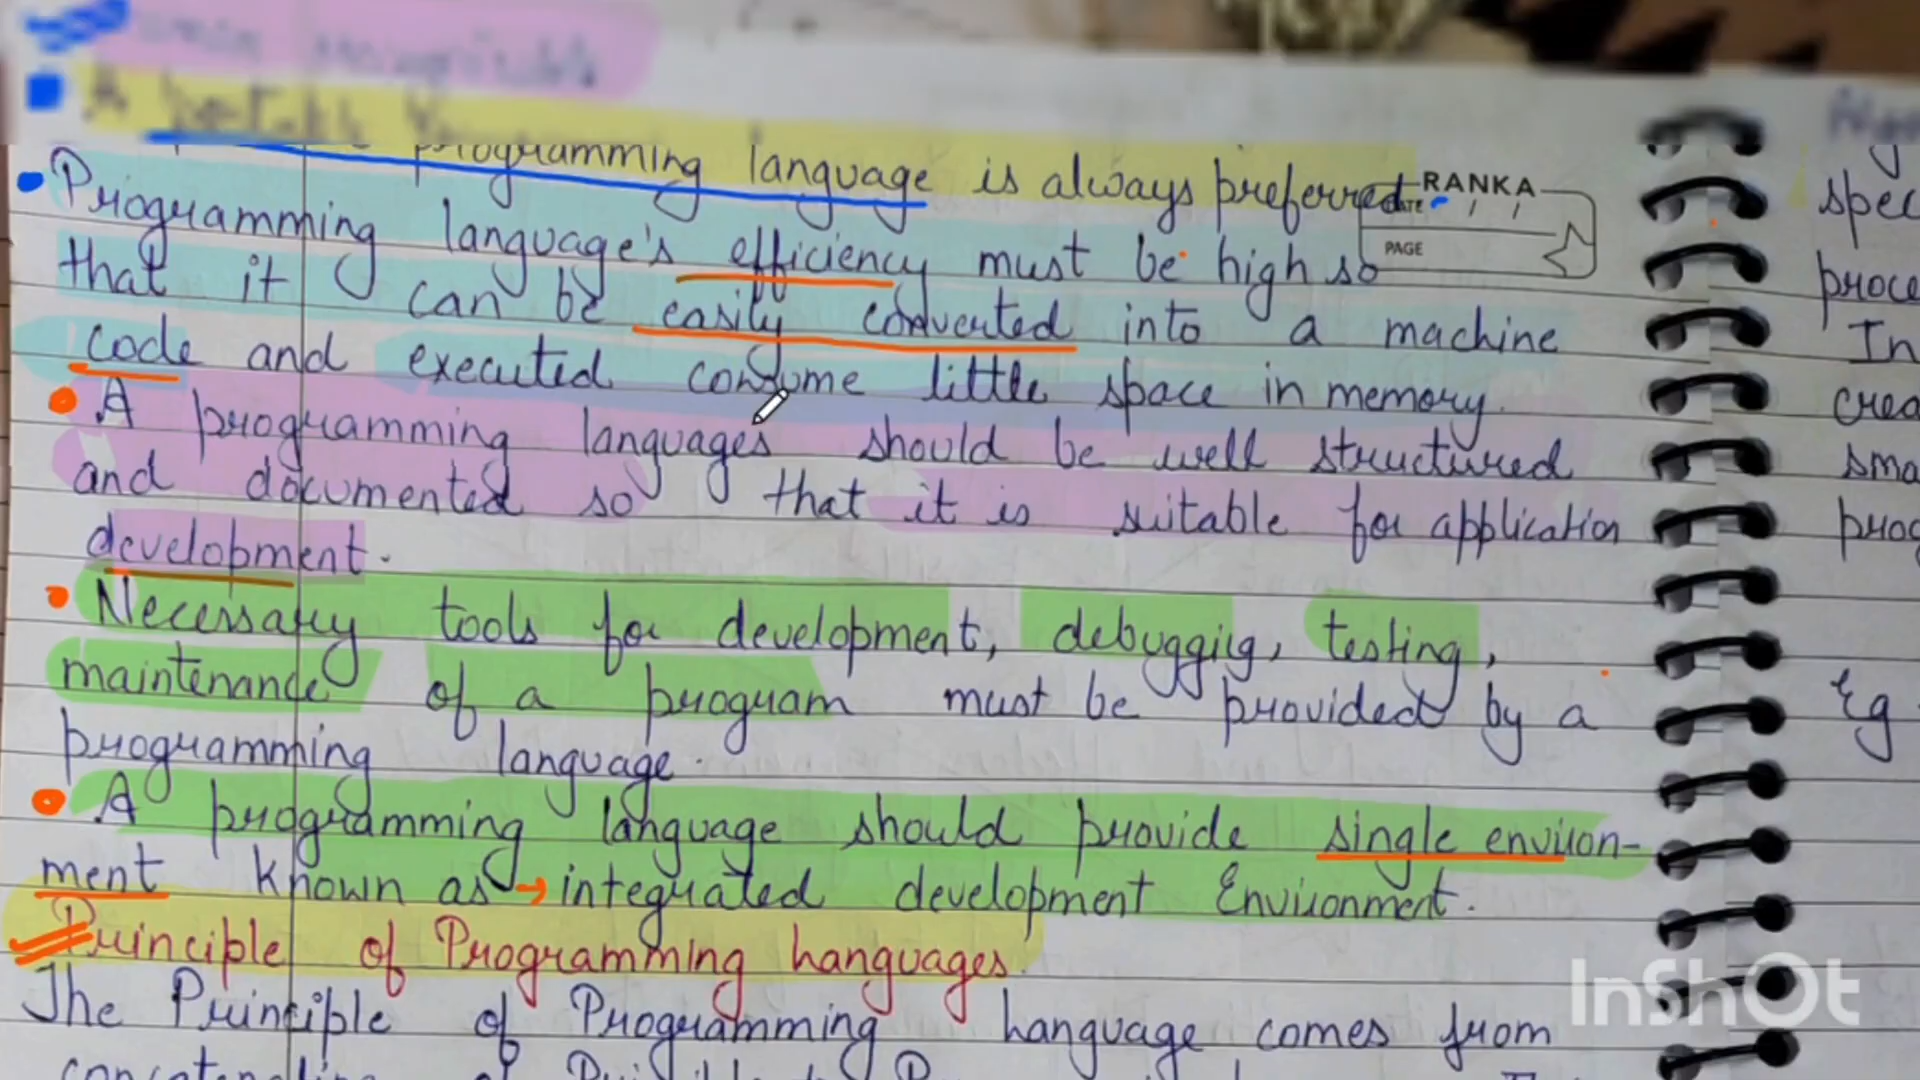 A portable Programming language is always preferred
RANKA
DATE
PAGE
Programming language's efficiency must be high so
that it can be easily converted into a machine
code and executed consume little space in memory.
A programming languages should be well structured
and documented so that it is suitable for application
development.
Necessary tools for development, debuggig, testing,
maintenance of a program must be provided by a
programming language.
A programming language should provide single environ-
ment known as → integrated development Environment.
Principle of Programming Languages.
The Principle of Programming Language comes from
spec
proce
In
crea
sma
prog
Eg
InShOt